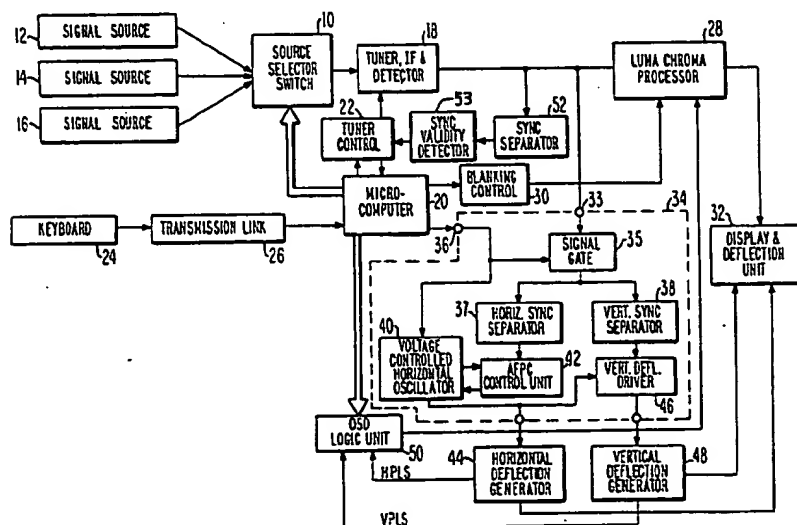 12
SIGNAL SOURCE
14
SIGNAL SOURCE
16
SIGNAL SOURCE
10
SOURCE
SELECTOR
SWITCH
18
TUNER, IF &
DETECTOR
28
LUMA CHROMA
PROCESSOR
22
TUNER
CONTROL
53
SYNC
VALIDITY
DETECTOR
52
SYNC
SEPARATOR
MICRO-
COMPUTER
20
BLANKING
CONTROL
30
33
34
32
DISPLAY &
DEFLECTION
UNIT
KEYBOARD
24
TRANSMISSION LINK
26
36
SIGNAL
GATE
35
37
HORIZ. SYNC
SEPARATOR
38
VERT. SYNC
SEPARATOR
40
VOLTAGE
CONTROLLED
HORIZONTAL
OSCILLATOR
AFPC
CONTROL UNIT
42
VERT. DEFL.
DRIVER
46
OSD
LOGIC UNIT
50
HPLS
44
HORIZONTAL
DEFLECTION
GENERATOR
VERTICAL
DEFLECTION
GENERATOR
48
VPLS